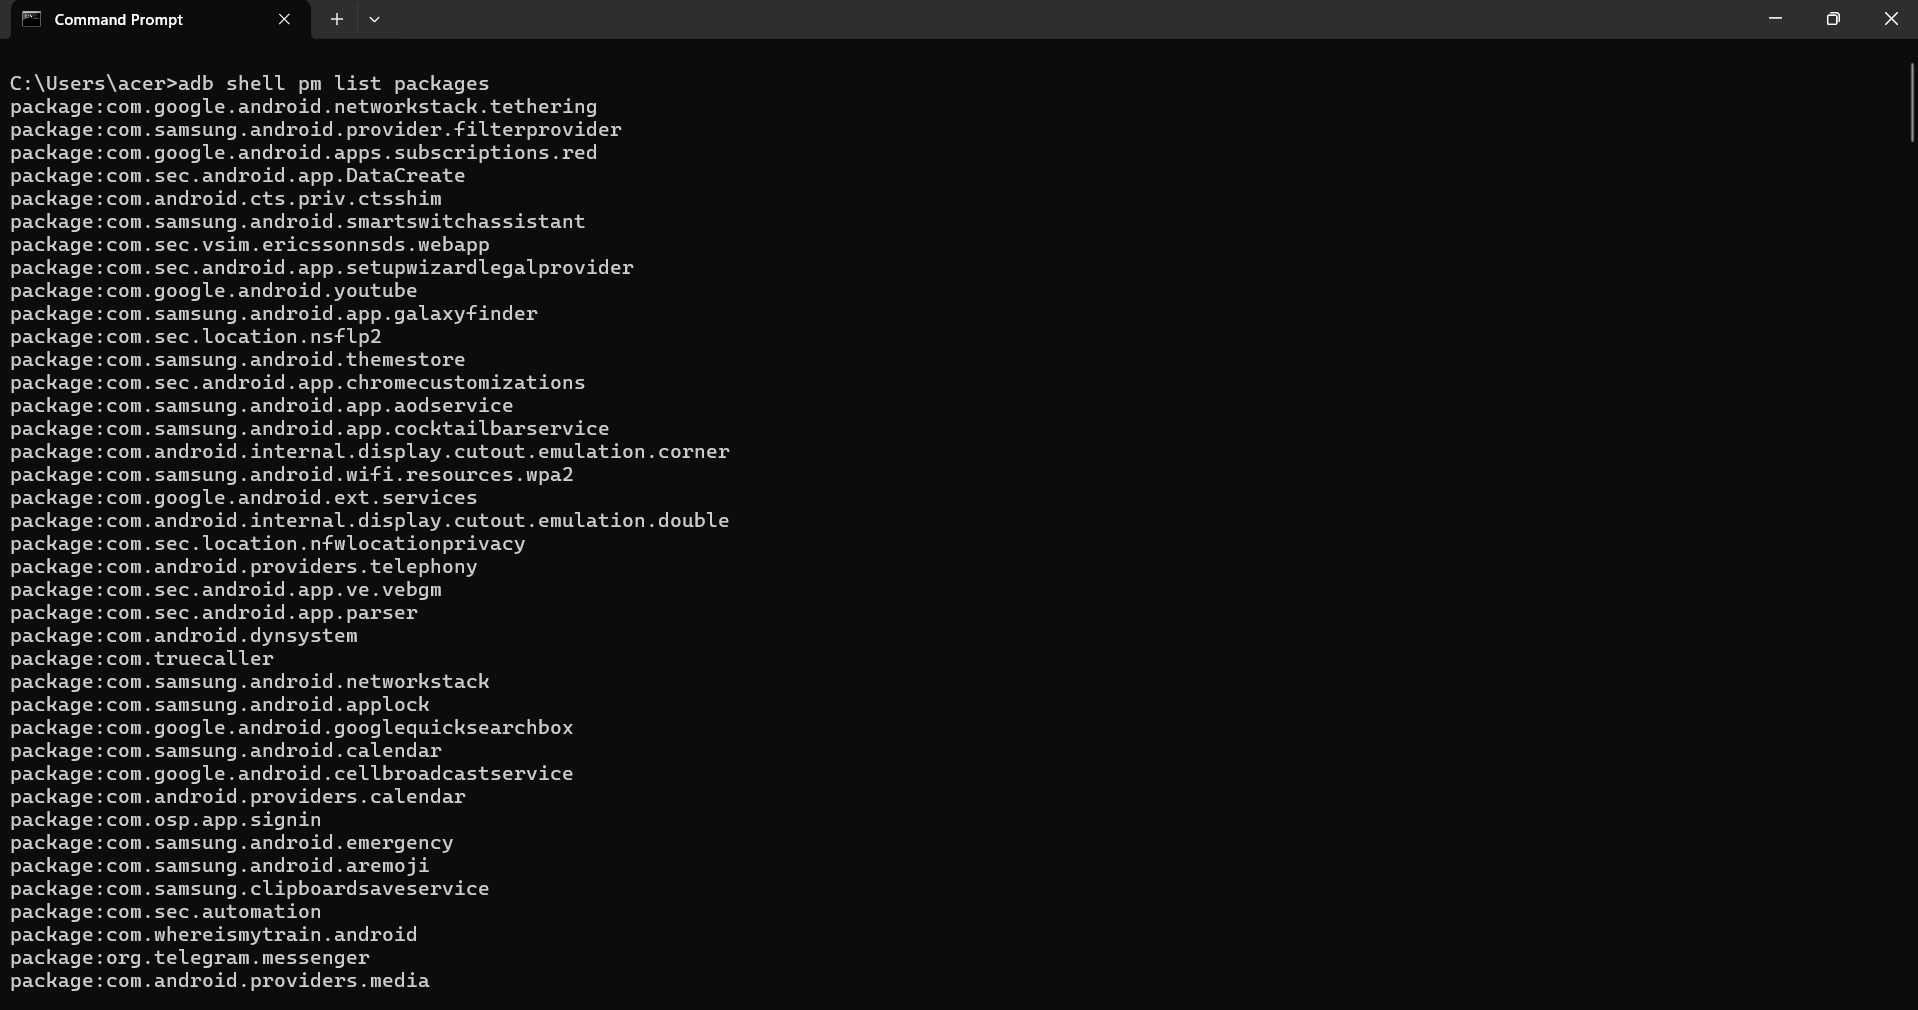 Command Prompt
C:\Users\acer>adb shell pm list packages
package:com.google.android.networkstack.tethering
package:com.samsung.android.provider.filterprovider
package:com.google.android.apps.subscriptions.red
package:com.sec.android.app.DataCreate
package:com.android.cts.priv.ctsshim
package:com.samsung.android.smartswitchassistant
package:com.sec.vsim.ericssonnsds.webapp
package:com.sec.android.app.setupwizardlegalprovider
package:com.google.android.youtube
package:com.samsung.android.app.galaxyfinder
package:com.sec.location.nsflp2
package:com.samsung.android.themestore
package:com.sec.android.app.chromecustomizations
package:com.samsung.android.app.aodservice
package:com.samsung.android.app.cocktailbarservice
package:com.android.internal.display.cutout.emulation.corner
package:com.samsung.android.wifi.resources.wpa2
package:com.google.android.ext.services
package:com.android.internal.display.cutout.emulation.double
package:com.sec.location.nfwlocationprivacy
package:com.android.providers.telephony
package:com.sec.android.app.ve.vebgm
package:com.sec.android.app.parser
package:com.android.dynsystem
package:com.truecaller
package:com.samsung.android.networkstack
package:com.samsung.android.applock
package:com.google.android.googlequicksearchbox
package:com.samsung.android.calendar
package:com.google.android.cellbroadcastservice
package:com.android.providers.calendar
package:com.osp.app.signin
package:com.samsung.android.emergency
package:com.samsung.android.aremoji
package:com.samsung.clipboardsaveservice
package:com.sec.automation
package:com.whereismytrain.android
package:org.telegram.messenger
package:com.android.providers.media